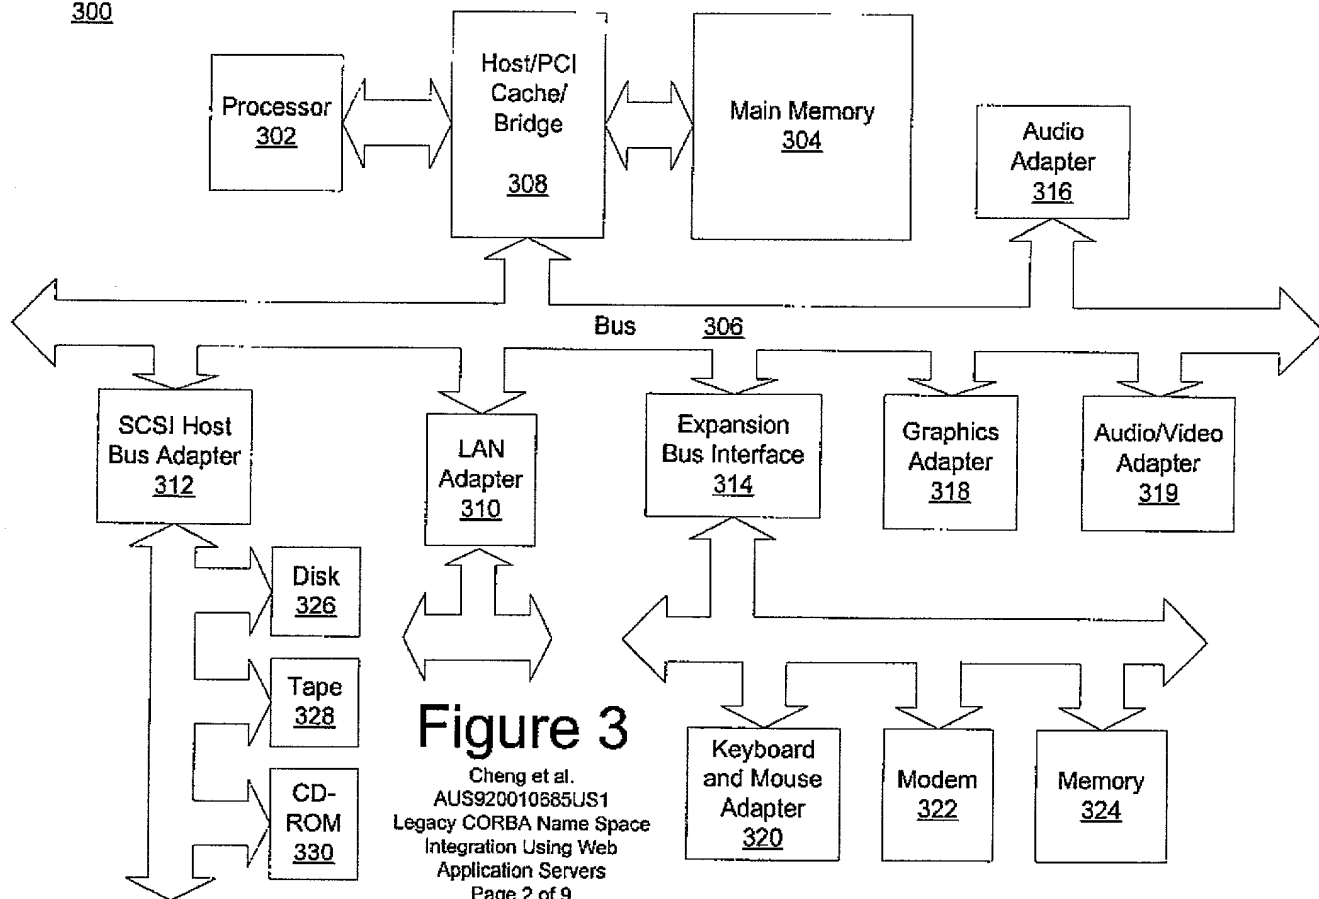 300
Processor
302
Host/PCI
Cache/
Bridge
308
Main Memory
304
Audio
Adapter
316
Bus 306
SCSI Host
Bus Adapter
312
LAN
Adapter
310
Expansion
Bus Interface
314
Graphics
Adapter
318
Audio/Video
Adapter
319
Disk
326
Tape
328
CD-
ROM
330
Keyboard
and Mouse
Adapter
320
Modem
322
Memory
324
Figure 3
Cheng et al.
AUS920010685US1
Legacy CORBA Name Space
Integration Using Web
Application Servers
Page 2 of 9